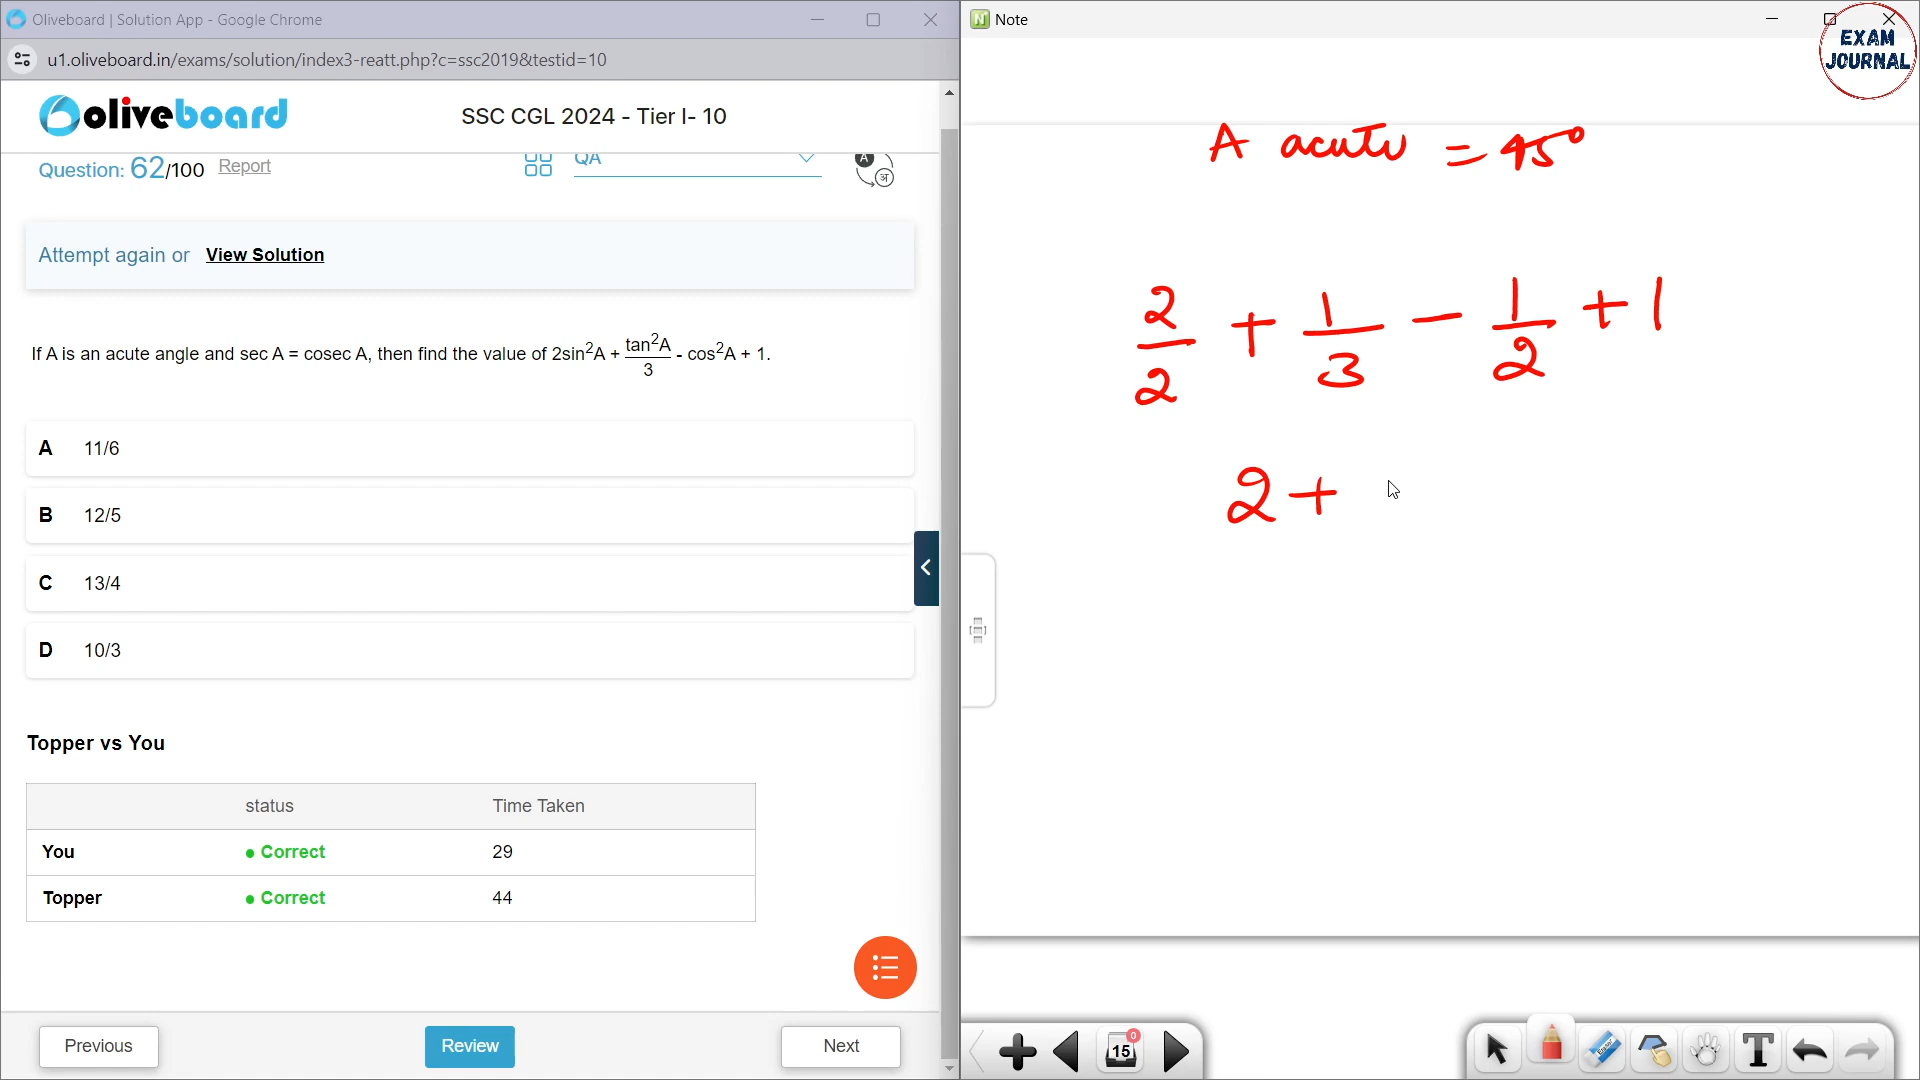 Oliveboard | Solution App - Google Chrome
u1.oliveboard.in/exams/solution/index3-reatt.php?c=ssc2019&testid=10
oliveboard
SSC CGL 2024 - Tier I- 10
Question: 62/100 Report
QA
A
अ
Attempt again or View Solution
If A is an acute angle and sec A = cosec A, then find the value of 2sin²A + tan²A/3 - cos²A + 1.
A 11/6
B 12/5
C 13/4
D 10/3
Topper vs You
status Time Taken
You Correct 29
Topper Correct 44
Previous Review Next
Note
EXAM
JOURNAL
A acute = 45°
2/2 + 1/3 - 1/2 + 1
2 +
15
0
T